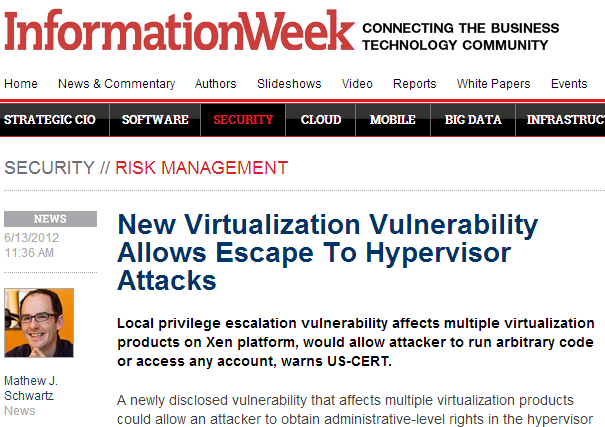 InformationWeek CONNECTING THE BUSINESS
TECHNOLOGY COMMUNITY
Home News & Commentary Authors Slideshows Video Reports White Papers Events
STRATEGIC CIO SOFTWARE SECURITY CLOUD MOBILE BIG DATA INFRASTRUC
SECURITY // RISK MANAGEMENT
NEWS
6/13/2012
11:36 AM
Mathew J.
Schwartz
News
New Virtualization Vulnerability
Allows Escape To Hypervisor
Attacks
Local privilege escalation vulnerability affects multiple virtualization
products on Xen platform, would allow attacker to run arbitrary code
or access any account, warns US-CERT.
A newly disclosed vulnerability that affects multiple virtualization products
could allow an attacker to obtain administrative-level rights in the hypervisor